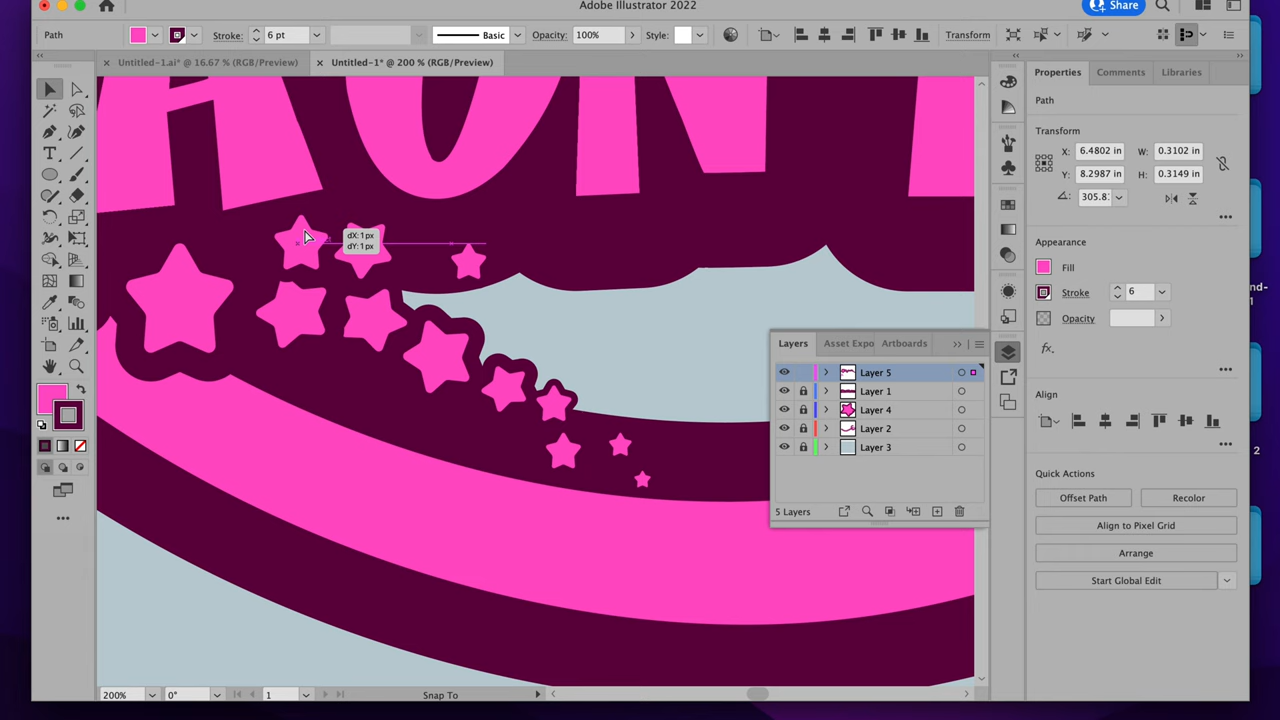 Adobe Illustrator 2022
Share
Path
Stroke:
6 pt
Basic
Opacity:
100%
Style:
Transform
Untitled-1.ai* @ 16.67 % (RGB/Preview)
Untitled-1* @ 200 % (RGB/Preview)
Properties
Comments
Libraries
Path
Transform
X:
6.4802 in
W:
0.3102 in
Y:
8.2987 in
H:
0.3149 in
305.8
Appearance
Fill
Stroke
6
Opacity
Align
Quick Actions
Offset Path
Recolor
Align to Pixel Grid
Arrange
Start Global Edit
dX: 1 px
dY: 1 px
Layers
Asset Expo
Artboards
Layer 5
Layer 1
Layer 4
Layer 2
Layer 3
5 Layers
200%
0°
1
Snap To
nd-
1
2